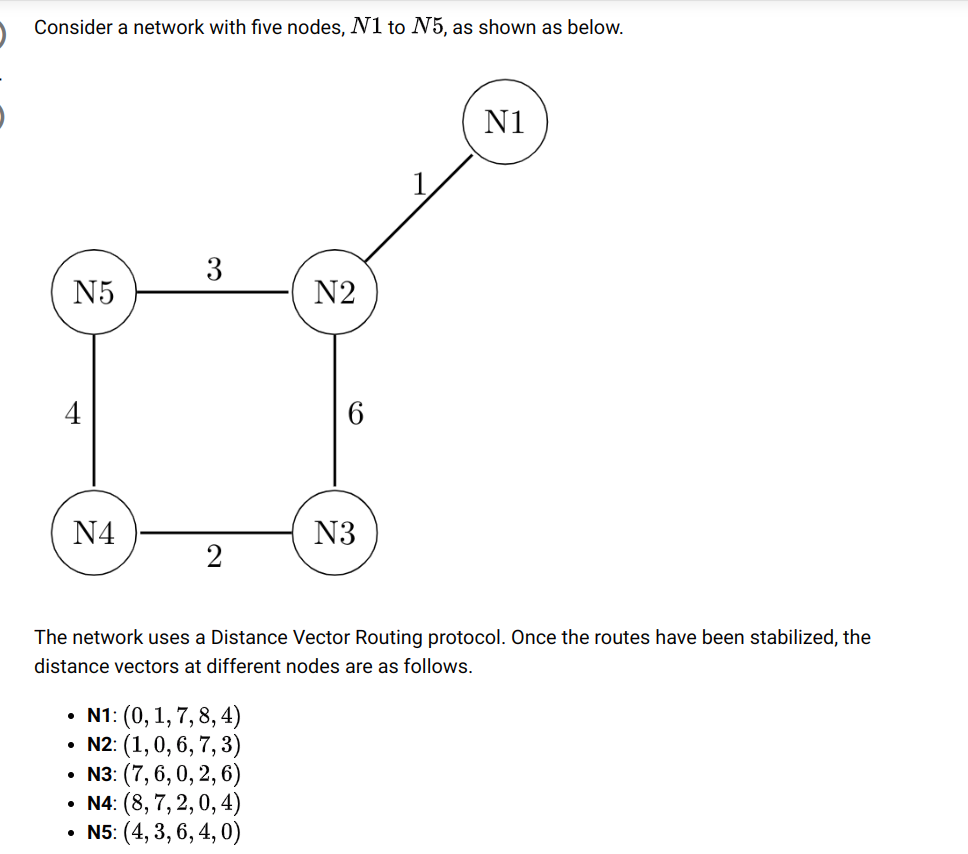 Consider a network with five nodes, N1 to N5, as shown as below.
N1
1
3
N5
N2
4
6
N4
N3
2
The network uses a Distance Vector Routing protocol. Once the routes have been stabilized, the
distance vectors at different nodes are as follows.
• N1: (0, 1, 7, 8, 4)
• N2: (1, 0, 6, 7, 3)
• N3: (7, 6, 0, 2, 6)
• N4: (8, 7, 2, 0, 4)
• N5: (4, 3, 6, 4, 0)